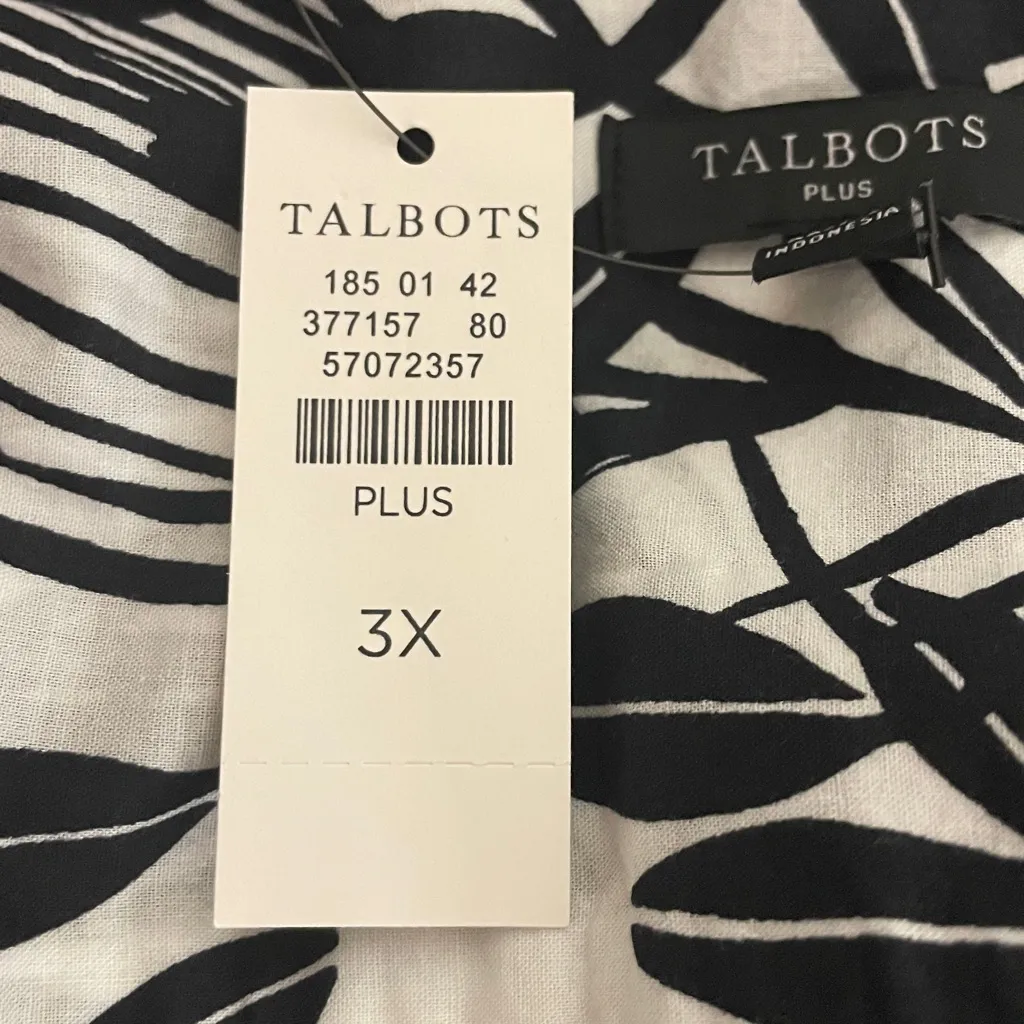 TALBOTS
185 01 42
377157 80
57072357
PLUS
3X
TALBOTS
PLUS
INDONESIA